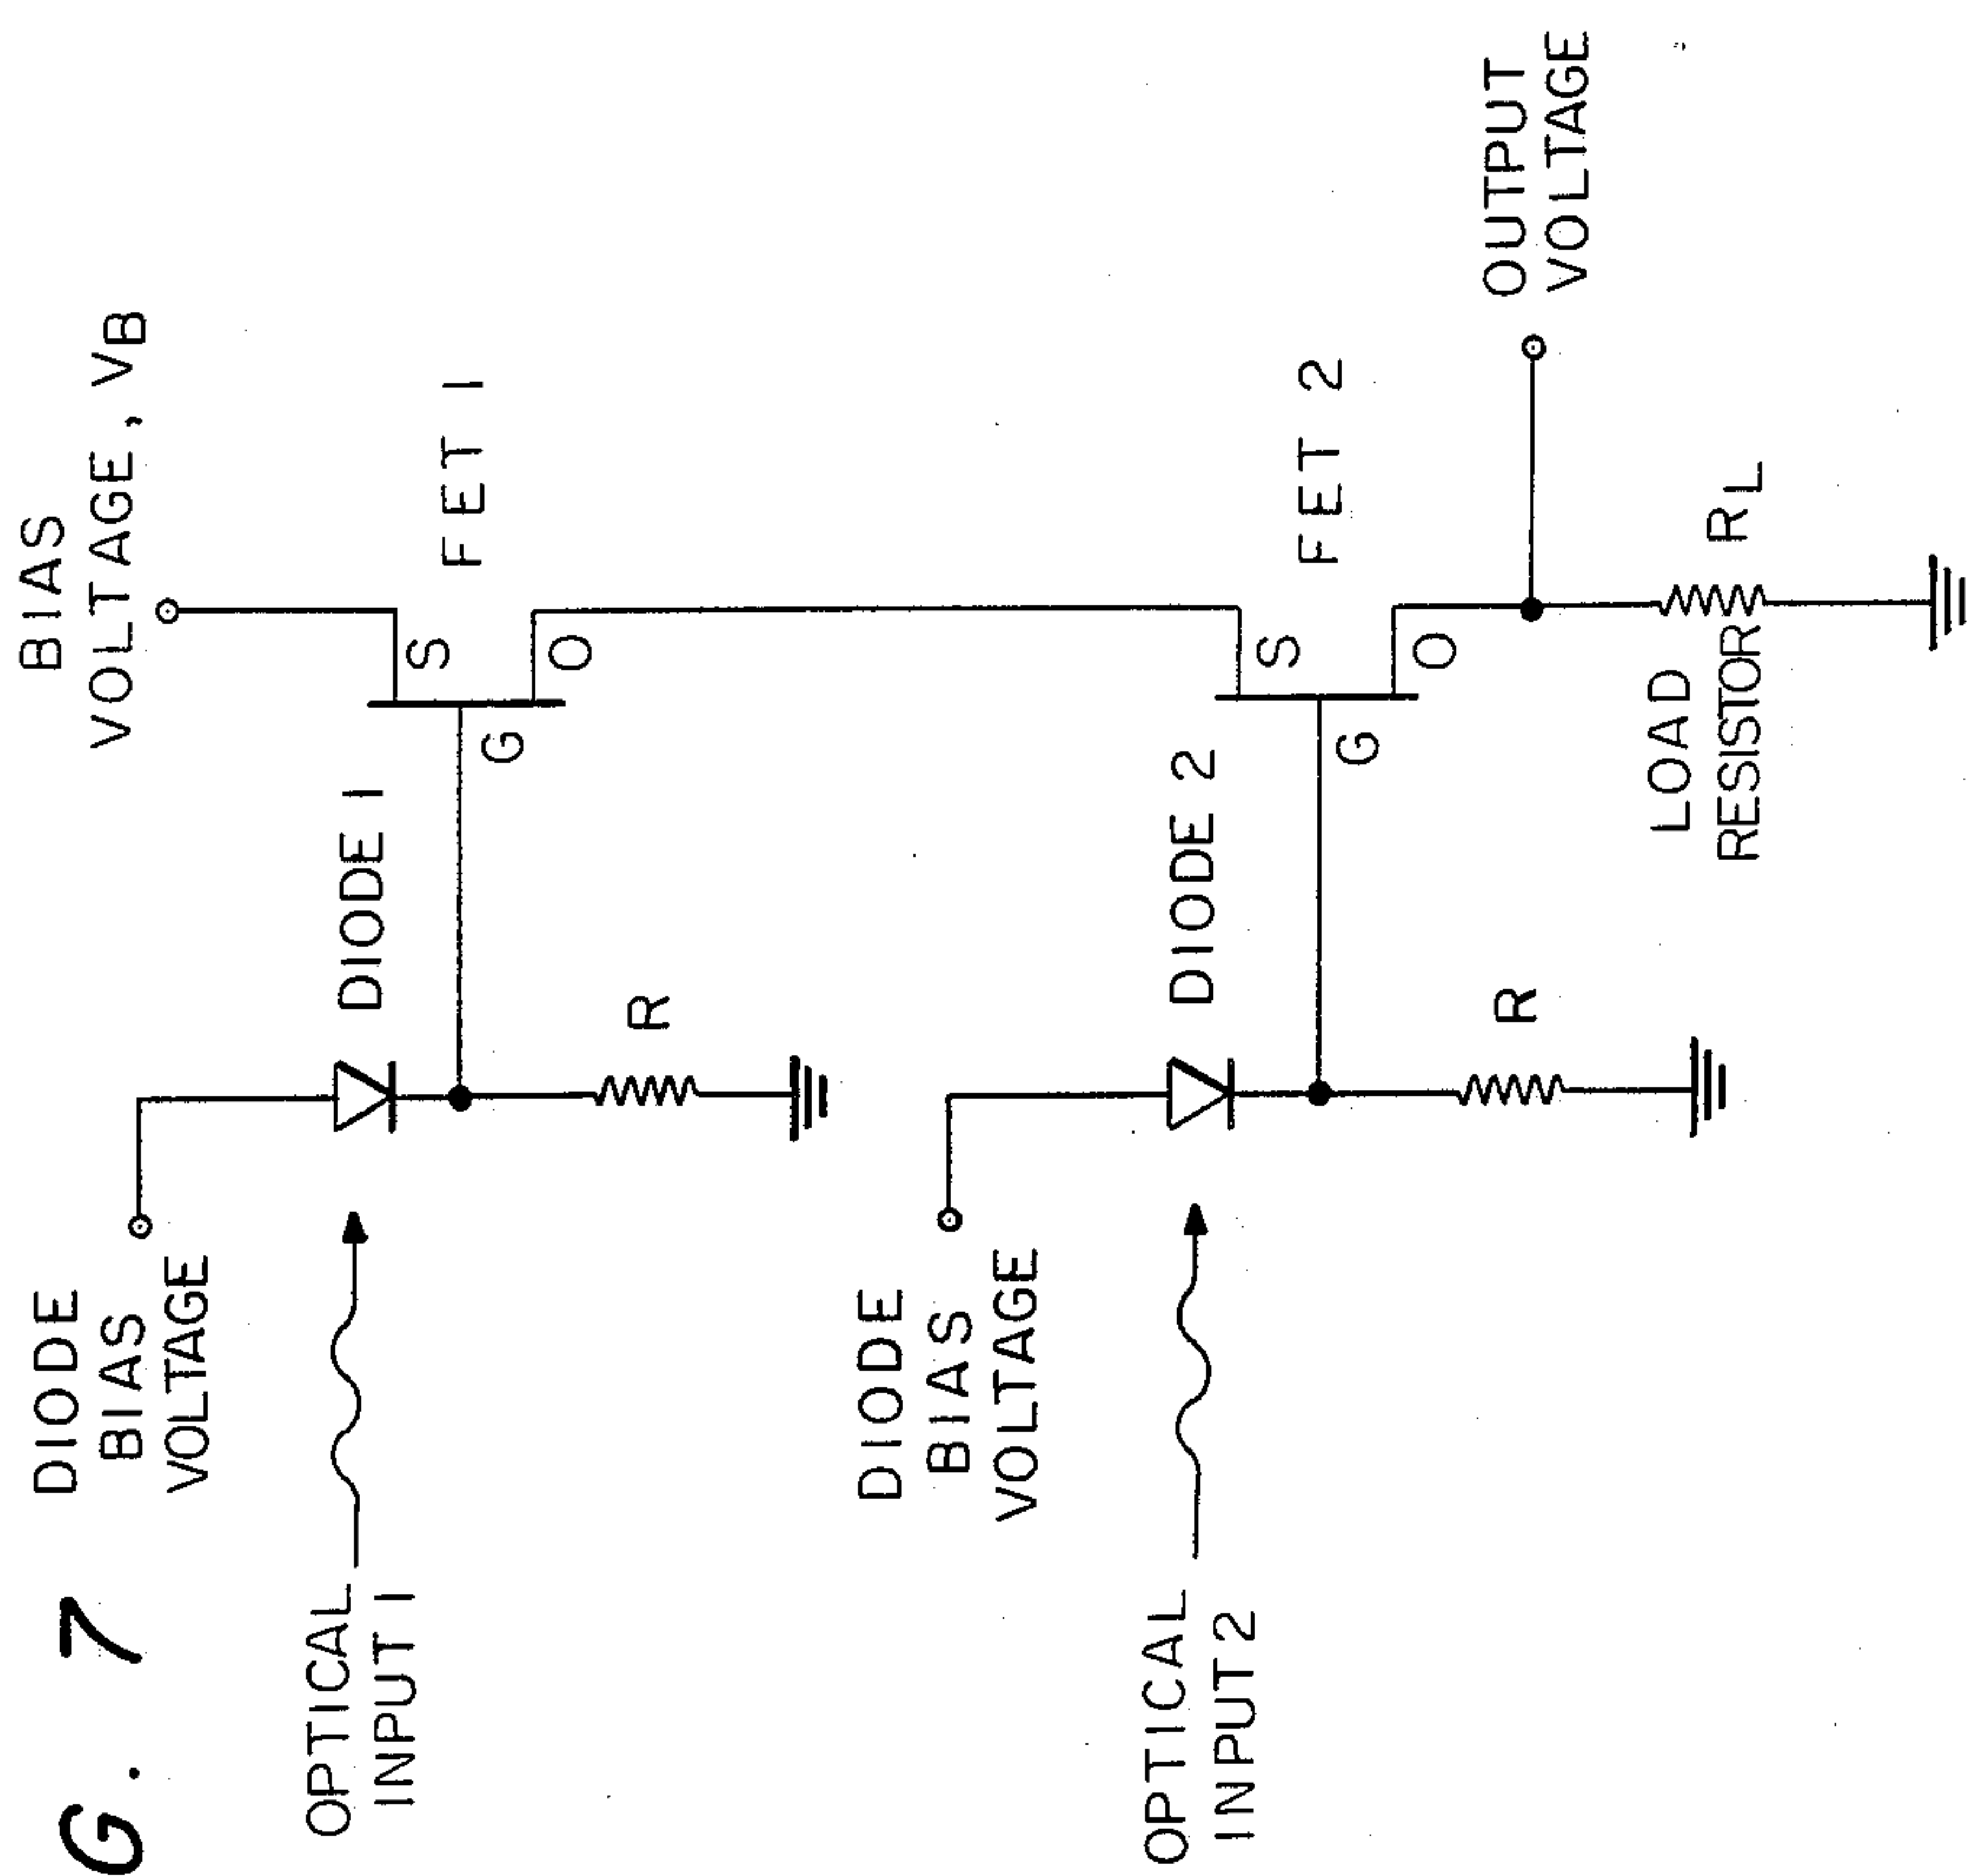 G. 7
DIODE
BIAS
VOLTAGE
BIAS
VOLTAGE, VB
OPTICAL
INPUT 1
DIODE 1
FET 1
S
G
O
R
DIODE
BIAS
VOLTAGE
OPTICAL
INPUT 2
DIODE 2
FET 2
S
G
O
R
OUTPUT
VOLTAGE
LOAD
RESISTOR
RL